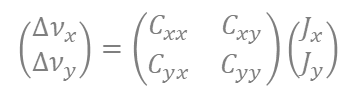 (Δν_x Δν_y) = (C_xx C_xy C_yx C_yy) (J_x J_y)